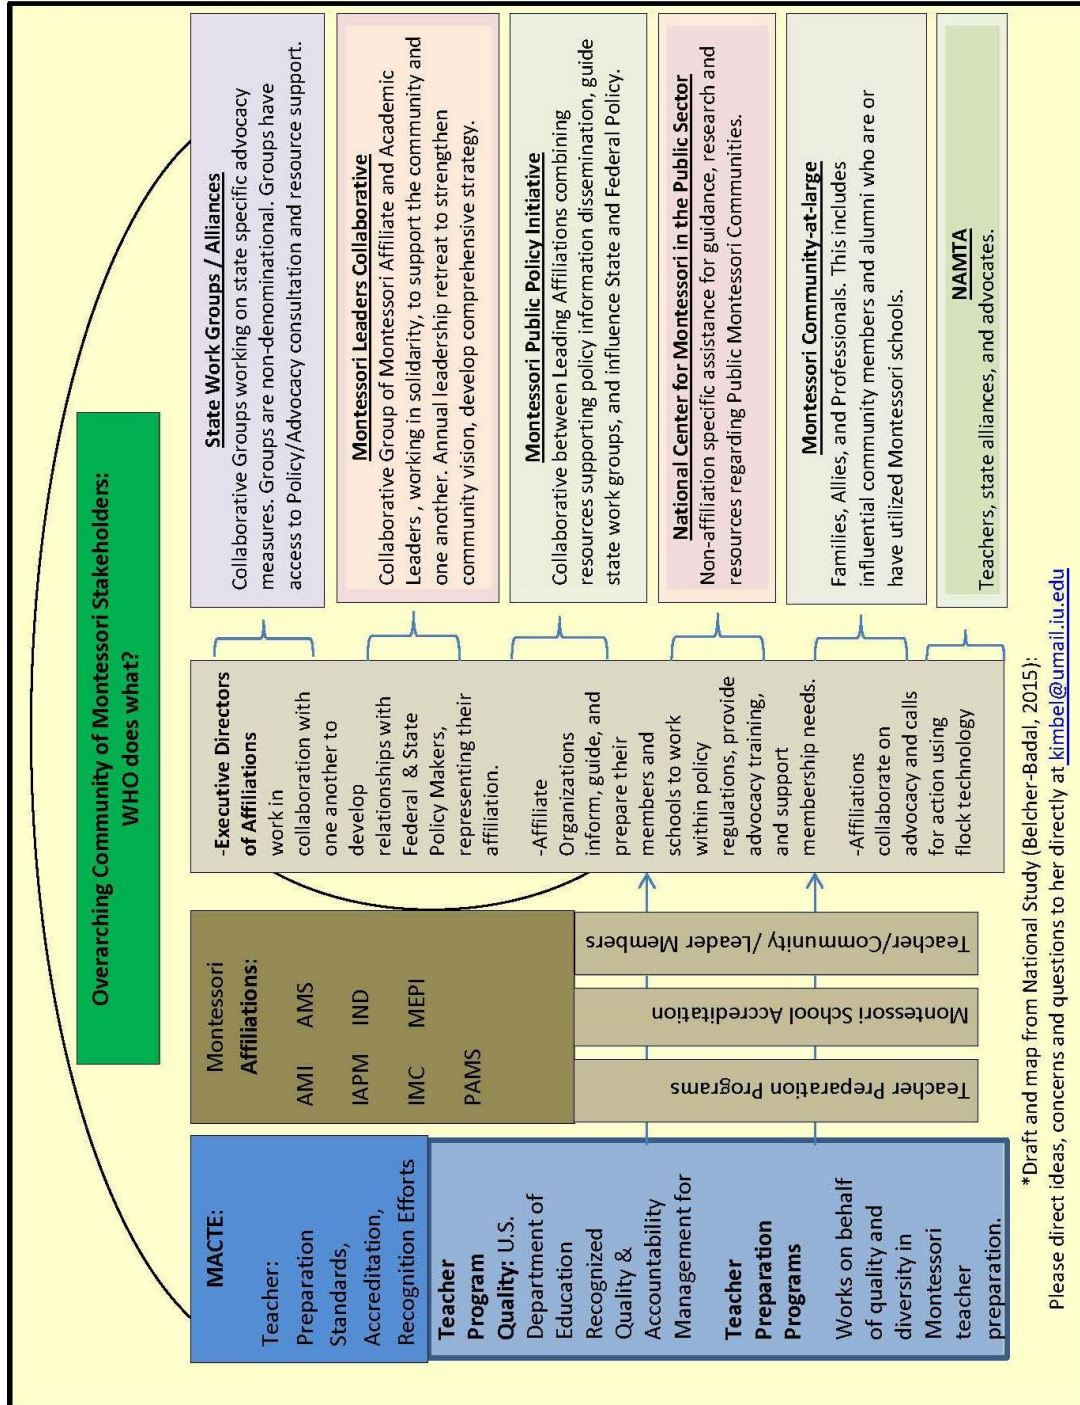 Overarching Community of Montessori Stakeholders:
WHO does what?
MACTE:
Teacher:
Preparation
Standards,
Accreditation,
Recognition Efforts
Teacher
Program
Quality: U.S.
Department of
Education
Recognized
Quality &
Accountability
Management for
Teacher
Preparation
Programs
Works on behalf
of quality and
diversity in
Montessori
teacher
preparation.
Montessori
Affiliations:
AMI AMS
IAPM IND
IMC MEPI
PAMS
Teacher Preparation Programs
Montessori School Accreditation
Teacher/Community /Leader Members
-Executive Directors
of Affiliations
work in
collaboration with
one another to
develop
relationships with
Federal & State
Policy Makers,
representing their
affiliation.
-Affiliate
Organizations
inform, guide, and
prepare their
members and
schools to work
within policy
regulations, provide
advocacy training,
and support
membership needs.
-Affiliations
collaborate on
advocacy and calls
for action using
flock technology
State Work Groups / Alliances
Collaborative Groups working on state specific advocacy
measures. Groups are non-denominational. Groups have
access to Policy/Advocacy consultation and resource support.
Montessori Leaders Collaborative
Collaborative Group of Montessori Affiliate and Academic
Leaders , working in solidarity, to support the community and
one another. Annual leadership retreat to strengthen
community vision, develop comprehensive strategy.
Montessori Public Policy Initiative
Collaborative between Leading Affiliations combining
resources supporting policy information dissemination, guide
state work groups, and influence State and Federal Policy.
National Center for Montessori in the Public Sector
Non-affiliation specific assistance for guidance, research and
resources regarding Public Montessori Communities.
Montessori Community-at-large
Families, Allies, and Professionals. This includes
influential community members and alumni who are or
have utilized Montessori schools.
NAMTA
Teachers, state alliances, and advocates.
*Draft and map from National Study (Belcher-Badal, 2015):
Please direct ideas, concerns and questions to her directly at kimbel@umail.iu.edu